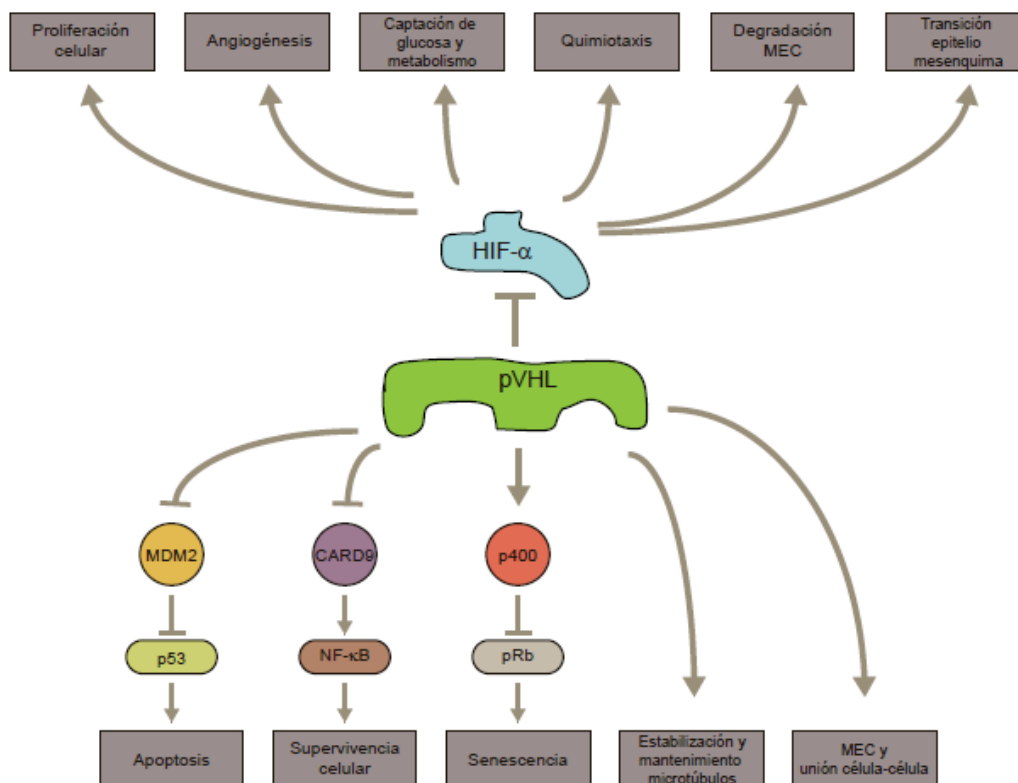 Proliferación
celular
Angiogénesis
Captación de
glucosa y
metabolismo
Quimiotaxis
Degradación
MEC
Transición
epitelio
mesenquima
HIF-α
pVHL
MDM2
CARD9
p400
p53
NF-κB
pRb
Apoptosis
Supervivencia
celular
Senescencia
Estabilización y
mantenimiento
microtúbulos
MEC y
unión célula-célula